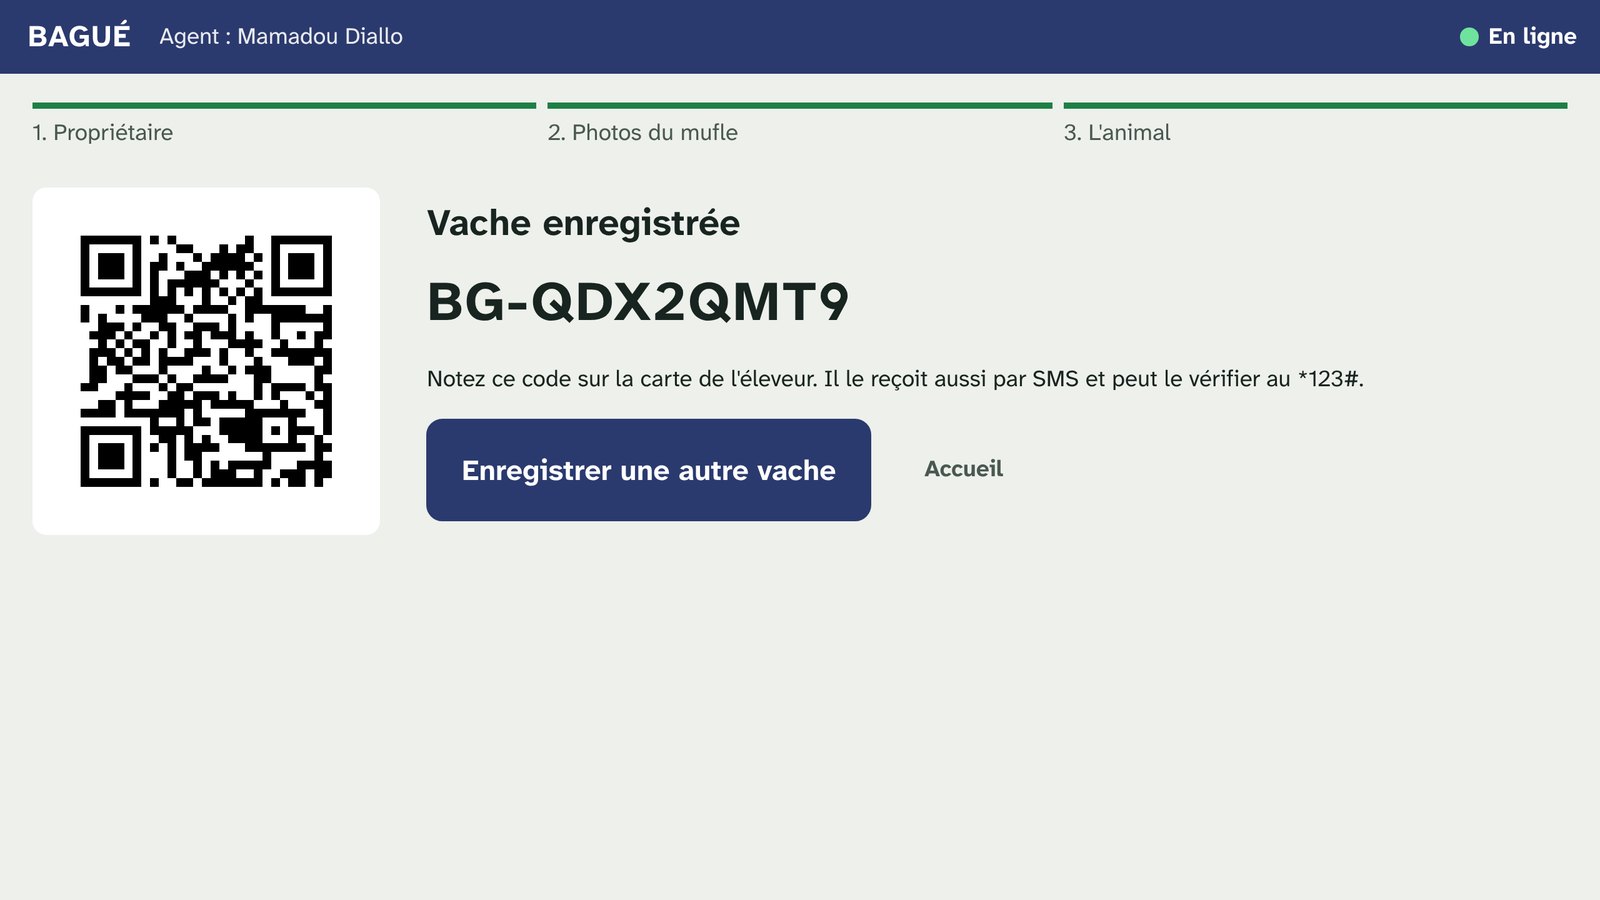 BAGUÉ Agent : Mamadou Diallo En ligne
1. Propriétaire 2. Photos du mufle 3. L'animal
Vache enregistrée
BG-QDX2QMT9
Notez ce code sur la carte de l'éleveur. Il le reçoit aussi par SMS et peut le vérifier au *123#.
Enregistrer une autre vache Accueil